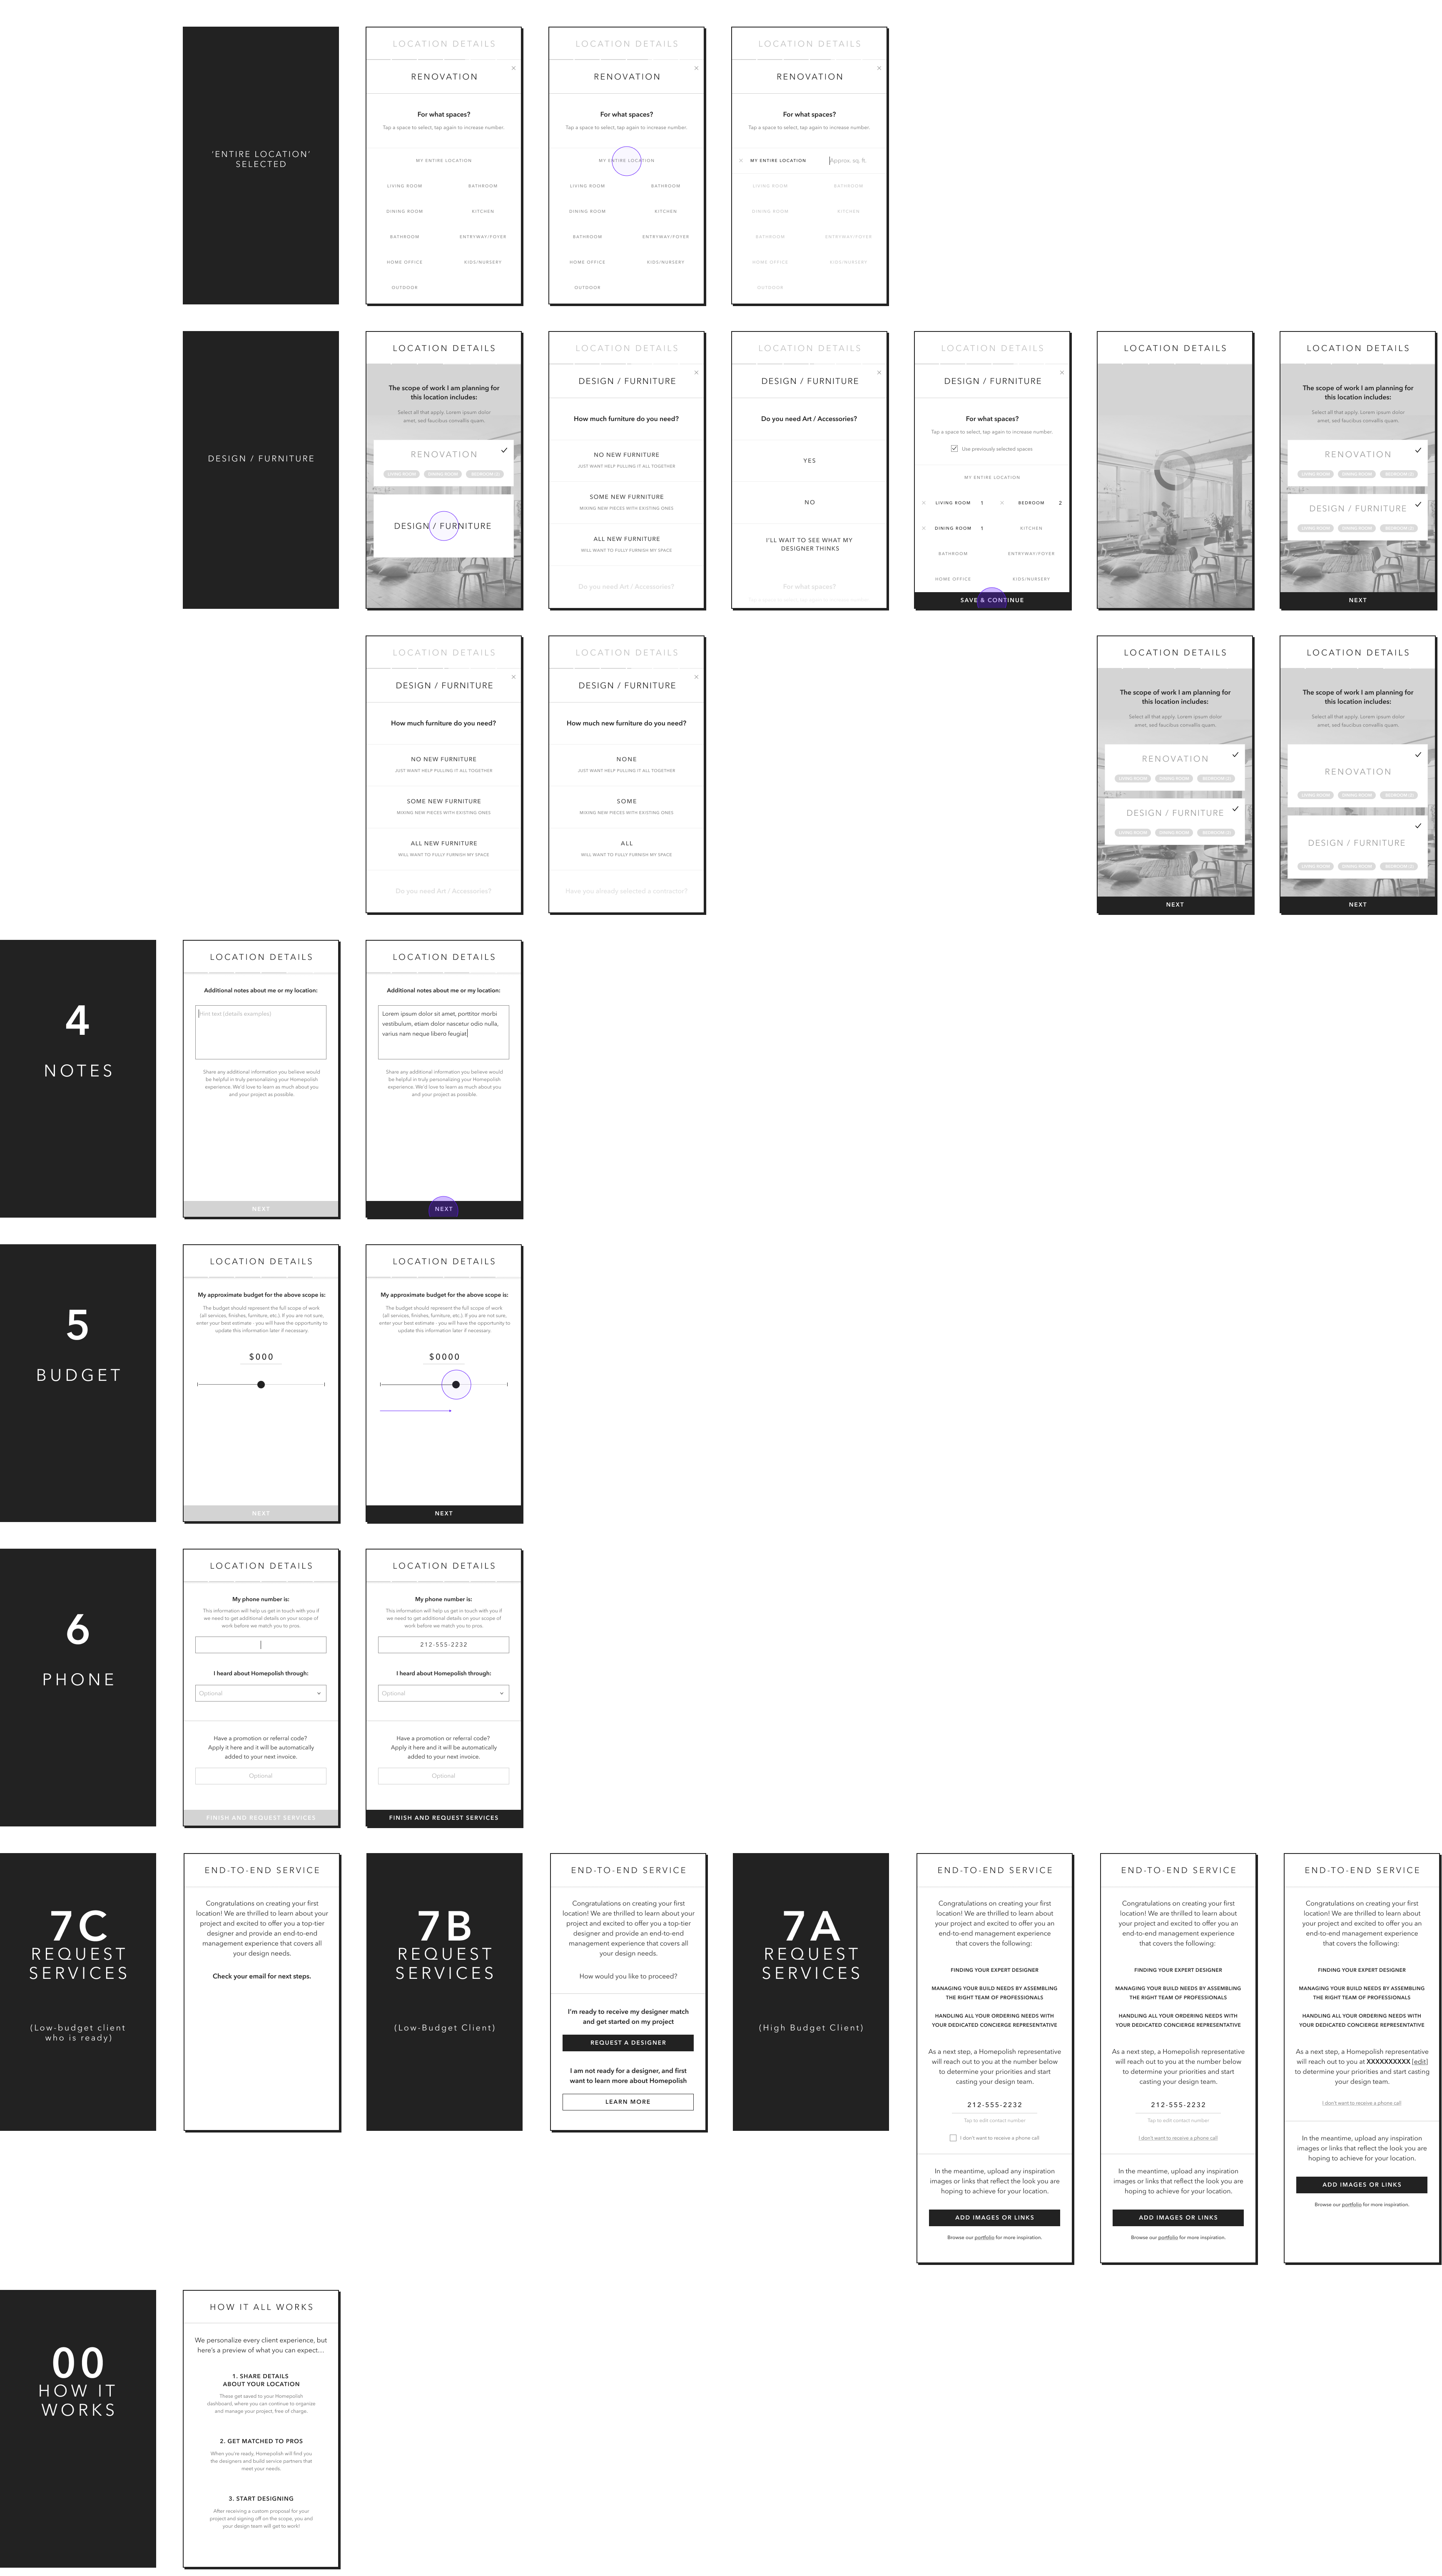 'ENTIRE LOCATION'
SELECTED
LOCATION DETAILS
RENOVATION
For what spaces?
Tap a space to select, tap again to increase number.
MY ENTIRE LOCATION
LIVING ROOM BATHROOM
DINING ROOM KITCHEN
BATHROOM ENTRYWAY/FOYER
HOME OFFICE KIDS/NURSERY
OUTDOOR
LOCATION DETAILS
RENOVATION
For what spaces?
Tap a space to select, tap again to increase number.
MY ENTIRE LOCATION
LIVING ROOM BATHROOM
DINING ROOM KITCHEN
BATHROOM ENTRYWAY/FOYER
HOME OFFICE KIDS/NURSERY
OUTDOOR
LOCATION DETAILS
RENOVATION
For what spaces?
Tap a space to select, tap again to increase number.
MY ENTIRE LOCATION Approx. sq. ft.
LIVING ROOM BATHROOM
DINING ROOM KITCHEN
BATHROOM ENTRYWAY/FOYER
HOME OFFICE KIDS/NURSERY
OUTDOOR
DESIGN / FURNITURE
LOCATION DETAILS
The scope of work I am planning for
this location includes:
Select all that apply. Lorem ipsum dolor
amet, sed faucibus convallis quam.
RENOVATION
LIVING ROOM DINING ROOM BEDROOM (2)
DESIGN / FURNITURE
LOCATION DETAILS
DESIGN / FURNITURE
How much furniture do you need?
NO NEW FURNITURE
JUST WANT HELP PULLING IT ALL TOGETHER
SOME NEW FURNITURE
MIXING NEW PIECES WITH EXISTING ONES
ALL NEW FURNITURE
WILL WANT TO FULLY FURNISH MY SPACE
Do you need Art / Accessories?
LOCATION DETAILS
DESIGN / FURNITURE
Do you need Art / Accessories?
YES
NO
I'LL WAIT TO SEE WHAT MY
DESIGNER THINKS
For what spaces?
LOCATION DETAILS
DESIGN / FURNITURE
For what spaces?
Tap a space to select, tap again to increase number.
Use previously selected spaces
MY ENTIRE LOCATION
LIVING ROOM 1 BEDROOM 2
DINING ROOM 1 KITCHEN
BATHROOM ENTRYWAY/FOYER
HOME OFFICE KIDS/NURSERY
SAVE & CONTINUE
LOCATION DETAILS
LOCATION DETAILS
The scope of work I am planning for
this location includes:
Select all that apply. Lorem ipsum dolor
amet, sed faucibus convallis quam.
RENOVATION
LIVING ROOM DINING ROOM BEDROOM (2)
DESIGN / FURNITURE
LIVING ROOM DINING ROOM BEDROOM (2)
NEXT
LOCATION DETAILS
DESIGN / FURNITURE
How much furniture do you need?
NO NEW FURNITURE
JUST WANT HELP PULLING IT ALL TOGETHER
SOME NEW FURNITURE
MIXING NEW PIECES WITH EXISTING ONES
ALL NEW FURNITURE
WILL WANT TO FULLY FURNISH MY SPACE
Do you need Art / Accessories?
LOCATION DETAILS
DESIGN / FURNITURE
How much new furniture do you need?
NONE
JUST WANT HELP PULLING IT ALL TOGETHER
SOME
MIXING NEW PIECES WITH EXISTING ONES
ALL
WILL WANT TO FULLY FURNISH MY SPACE
Have you already selected a contractor?
LOCATION DETAILS
The scope of work I am planning for
this location includes:
Select all that apply. Lorem ipsum dolor
amet, sed faucibus convallis quam.
RENOVATION
LIVING ROOM DINING ROOM BEDROOM (2)
DESIGN / FURNITURE
LIVING ROOM DINING ROOM BEDROOM (2)
NEXT
LOCATION DETAILS
The scope of work I am planning for
this location includes:
Select all that apply. Lorem ipsum dolor
amet, sed faucibus convallis quam.
RENOVATION
LIVING ROOM DINING ROOM BEDROOM (2)
DESIGN / FURNITURE
LIVING ROOM DINING ROOM BEDROOM (2)
NEXT
4
NOTES
LOCATION DETAILS
Additional notes about me or my location:
Hint text (details examples)
Share any additional information you believe would
be helpful in truly personalizing your Homepolish
experience. We'd love to learn as much about you
and your project as possible.
NEXT
LOCATION DETAILS
Additional notes about me or my location:
Lorem ipsum dolor sit amet, porttitor morbi
vestibulum, etiam dolor nascetur odio nulla,
varius nam neque libero feugiat
Share any additional information you believe would
be helpful in truly personalizing your Homepolish
experience. We'd love to learn as much about you
and your project as possible.
NEXT
5
BUDGET
LOCATION DETAILS
My approximate budget for the above scope is:
The budget should represent the full scope of work
(all services, finishes, furniture, etc.). If you are not sure,
enter your best estimate - you will have the opportunity to
update this information later if necessary.
$000
NEXT
LOCATION DETAILS
My approximate budget for the above scope is:
The budget should represent the full scope of work
(all services, finishes, furniture, etc.). If you are not sure,
enter your best estimate - you will have the opportunity to
update this information later if necessary.
$0000
NEXT
6
PHONE
LOCATION DETAILS
My phone number is:
This information will help us get in touch with you if
we need to get additional details on your scope of
work before we match you to pros.
I heard about Homepolish through:
Optional
Have a promotion or referral code?
Apply it here and it will be automatically
added to your next invoice.
Optional
FINISH AND REQUEST SERVICES
LOCATION DETAILS
My phone number is:
This information will help us get in touch with you if
we need to get additional details on your scope of
work before we match you to pros.
212-555-2232
I heard about Homepolish through:
Optional
Have a promotion or referral code?
Apply it here and it will be automatically
added to your next invoice.
Optional
FINISH AND REQUEST SERVICES
7C
REQUEST
SERVICES
(Low-budget client
who is ready)
END-TO-END SERVICE
Congratulations on creating your first
location! We are thrilled to learn about your
project and excited to offer you a top-tier
designer and provide an end-to-end
management experience that covers all
your design needs.
Check your email for next steps.
7B
REQUEST
SERVICES
(Low-Budget Client)
END-TO-END SERVICE
Congratulations on creating your first
location! We are thrilled to learn about your
project and excited to offer you a top-tier
designer and provide an end-to-end
management experience that covers all
your design needs.
How would you like to proceed?
I'm ready to receive my designer match
and get started on my project
REQUEST A DESIGNER
I am not ready for a designer, and first
want to learn more about Homepolish
LEARN MORE
7A
REQUEST
SERVICES
(High Budget Client)
END-TO-END SERVICE
Congratulations on creating your first
location! We are thrilled to learn about your
project and excited to offer you an
end-to-end management experience
that covers the following:
FINDING YOUR EXPERT DESIGNER
MANAGING YOUR BUILD NEEDS BY ASSEMBLING
THE RIGHT TEAM OF PROFESSIONALS
HANDLING ALL YOUR ORDERING NEEDS WITH
YOUR DEDICATED CONCIERGE REPRESENTATIVE
As a next step, a Homepolish representative
will reach out to you at the number below
to determine your priorities and start
casting your design team.
212-555-2232
Tap to edit contact number
I don't want to receive a phone call
In the meantime, upload any inspiration
images or links that reflect the look you are
hoping to achieve for your location.
ADD IMAGES OR LINKS
Browse our portfolio for more inspiration.
END-TO-END SERVICE
Congratulations on creating your first
location! We are thrilled to learn about your
project and excited to offer you an
end-to-end management experience
that covers the following:
FINDING YOUR EXPERT DESIGNER
MANAGING YOUR BUILD NEEDS BY ASSEMBLING
THE RIGHT TEAM OF PROFESSIONALS
HANDLING ALL YOUR ORDERING NEEDS WITH
YOUR DEDICATED CONCIERGE REPRESENTATIVE
As a next step, a Homepolish representative
will reach out to you at the number below
to determine your priorities and start
casting your design team.
212-555-2232
Tap to edit contact number
I don't want to receive a phone call
In the meantime, upload any inspiration
images or links that reflect the look you are
hoping to achieve for your location.
ADD IMAGES OR LINKS
Browse our portfolio for more inspiration.
END-TO-END SERVICE
Congratulations on creating your first
location! We are thrilled to learn about your
project and excited to offer you an
end-to-end management experience
that covers the following:
FINDING YOUR EXPERT DESIGNER
MANAGING YOUR BUILD NEEDS BY ASSEMBLING
THE RIGHT TEAM OF PROFESSIONALS
HANDLING ALL YOUR ORDERING NEEDS WITH
YOUR DEDICATED CONCIERGE REPRESENTATIVE
As a next step, a Homepolish representative
will reach out to you at XXXXXXXXXX [edit]
to determine your priorities and start casting
your design team.
I don't want to receive a phone call
In the meantime, upload any inspiration
images or links that reflect the look you are
hoping to achieve for your location.
ADD IMAGES OR LINKS
Browse our portfolio for more inspiration.
00
HOW IT
WORKS
HOW IT ALL WORKS
We personalize every client experience, but
here's a preview of what you can expect...
1. SHARE DETAILS
ABOUT YOUR LOCATION
These get saved to your Homepolish
dashboard, where you can continue to organize
and manage your project, free of charge.
2. GET MATCHED TO PROS
When you're ready, Homepolish will find you
the designers and build service partners that
meet your needs.
3. START DESIGNING
After receiving a custom proposal for your
project and signing off on the scope, you and
your design team will get to work!